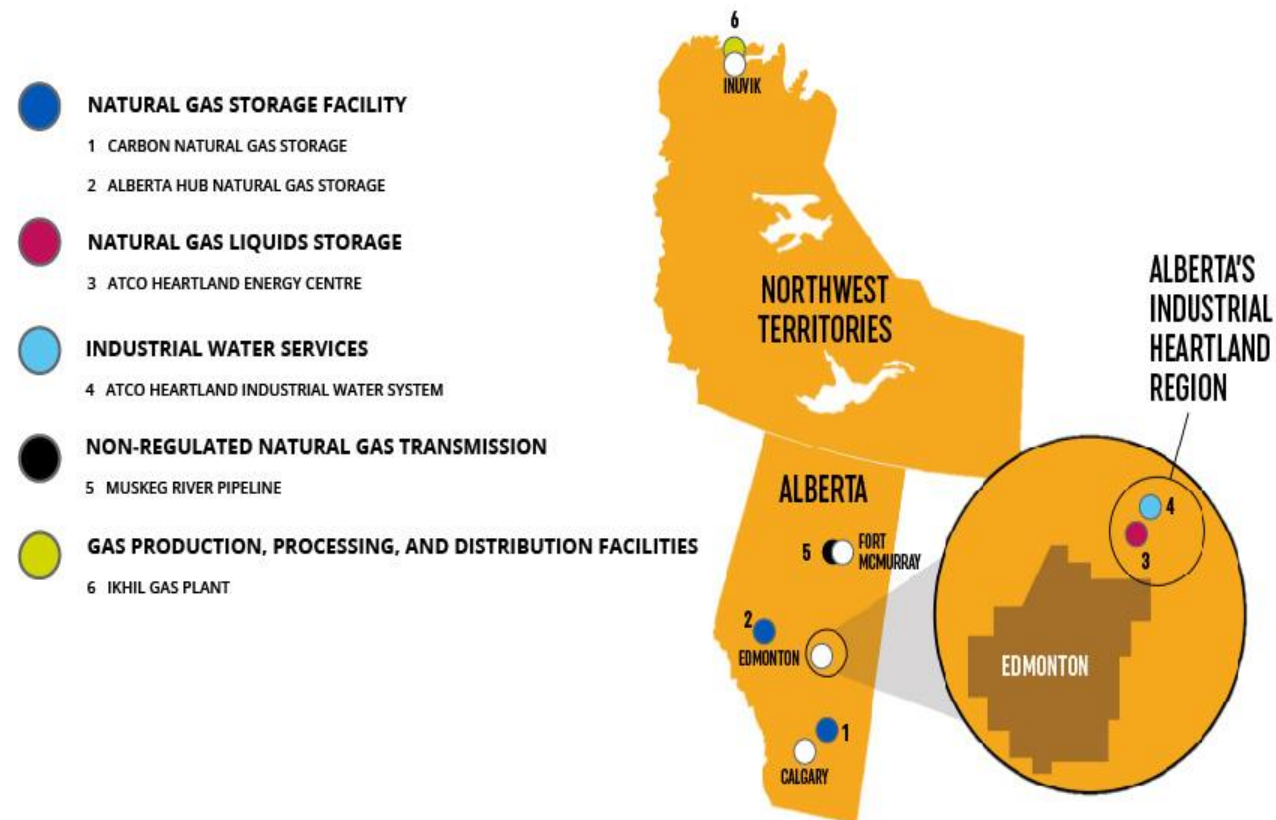 NATURAL GAS STORAGE FACILITY
1 CARBON NATURAL GAS STORAGE
2 ALBERTA HUB NATURAL GAS STORAGE
NATURAL GAS LIQUIDS STORAGE
3 ATCO HEARTLAND ENERGY CENTRE
INDUSTRIAL WATER SERVICES
4 ATCO HEARTLAND INDUSTRIAL WATER SYSTEM
NON-REGULATED NATURAL GAS TRANSMISSION
5 MUSKEG RIVER PIPELINE
GAS PRODUCTION, PROCESSING, AND DISTRIBUTION FACILITIES
6 IKHIL GAS PLANT
6
INUVIK
NORTHWEST
TERRITORIES
ALBERTA
5
FORT
MCMURRAY
2
EDMONTON
1
CALGARY
ALBERTA'S
INDUSTRIAL
HEARTLAND
REGION
4
3
EDMONTON